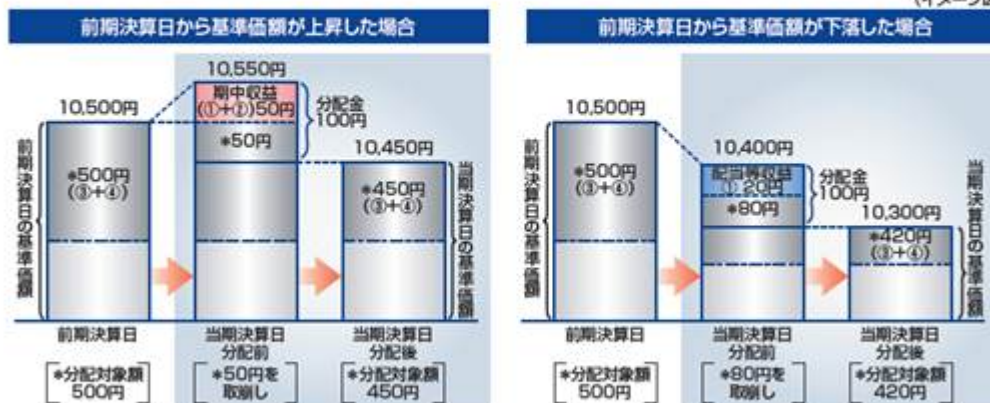 (イメージ図
前期決算日から基準価額が上昇した場合
10,550円
10,500円
期中収益
(①+②)50円
*50円
分配金
100円
10,450円
*500円
(③+④)
*450円
(③+④)
前期決算日の基準価額
当期決算日の基準価額
前期決算日
当期決算日
分配前
当期決算日
分配後
*分配対象額
500円
*50円を
取崩し
*分配対象額
450円
前期決算日から基準価額が下落した場合
10,500円
10,400円
配当等収益
① 20円
*80円
分配金
100円
10,300円
*500円
(③+④)
*420円
(③+④)
前期決算日の基準価額
当期決算日の基準価額
前期決算日
当期決算日
分配前
当期決算日
分配後
*分配対象額
500円
*80円を
取崩し
*分配対象額
420円